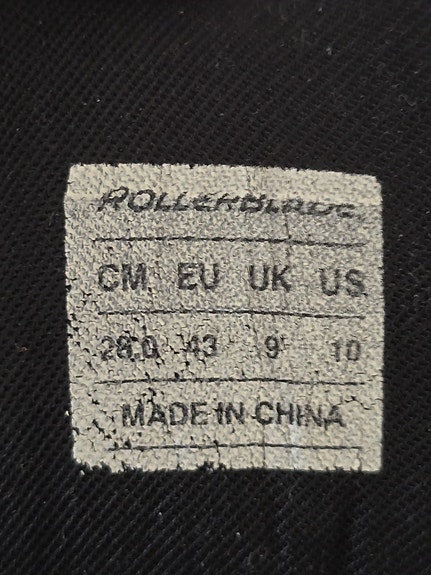 ROLLERBLADE
CM EU UK US
28.0 43 9 10
MADE IN CHINA